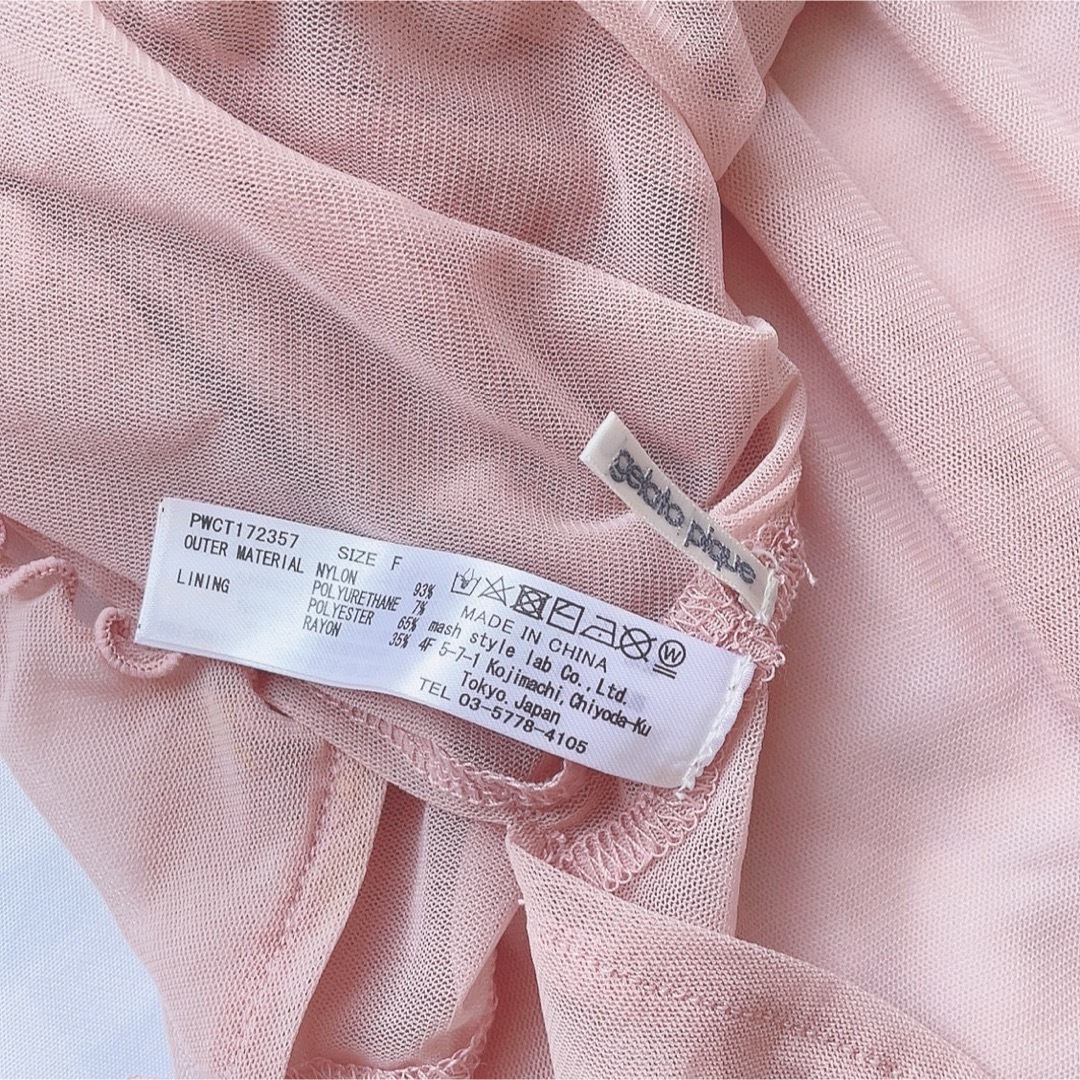 gelato pique
PWCT172357 SIZE F
OUTER MATERIAL NYLON 93%
POLYURETHANE 7%
LINING POLYESTER 65%
RAYON 35%
W
MADE IN CHINA
mash style lab Co.,Ltd.
4F 5-7-1 Kojimachi,Chiyoda-Ku
Tokyo.Japan
TEL 03-5778-4105